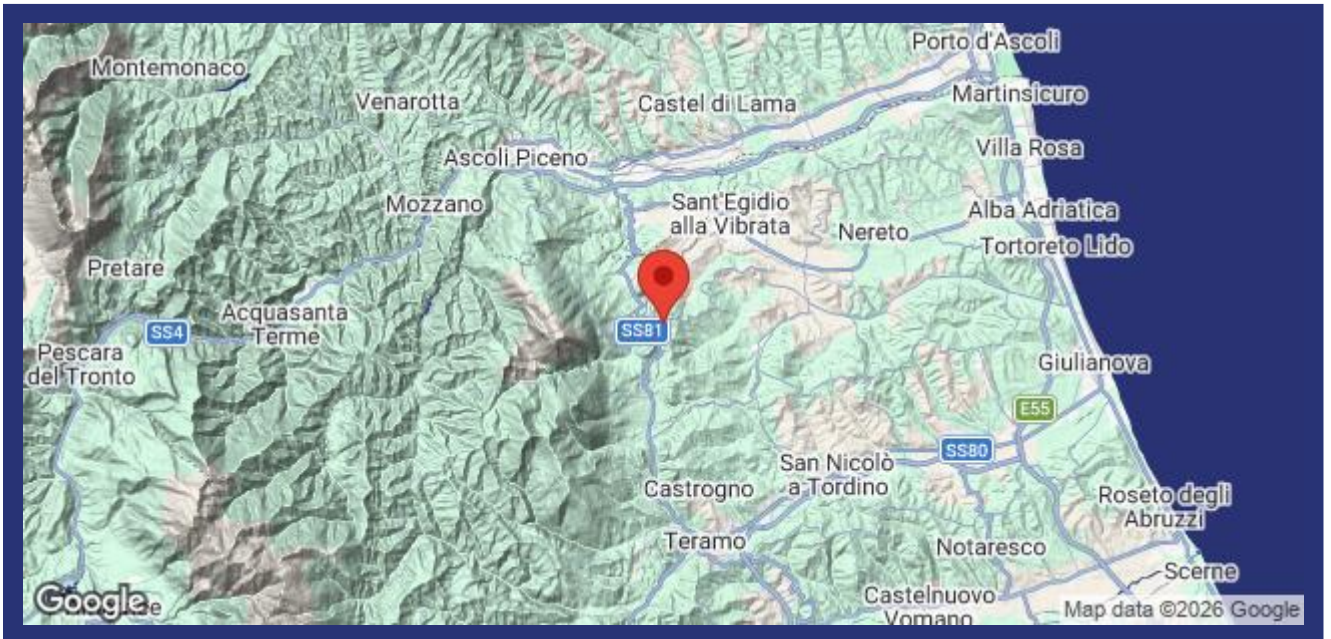 Porto d'Ascoli
Montemonaco
Venarotta
Castel di Lama
Martinsicuro
Villa Rosa
Ascoli Piceno
Mozzano
Sant'Egidio
alla Vibrata
Alba Adriatica
Nereto
Tortoreto Lido
Pretare
Acquasanta
Terme
SS4
SS81
Pescara
del Tronto
Giulianova
E55
SS80
San Nicolò
a Tordino
Castrogno
Roseto degli
Abruzzi
Teramo
Notaresco
Scerne
Castelnuovo
Vomano
Google
Map data ©2026 Google